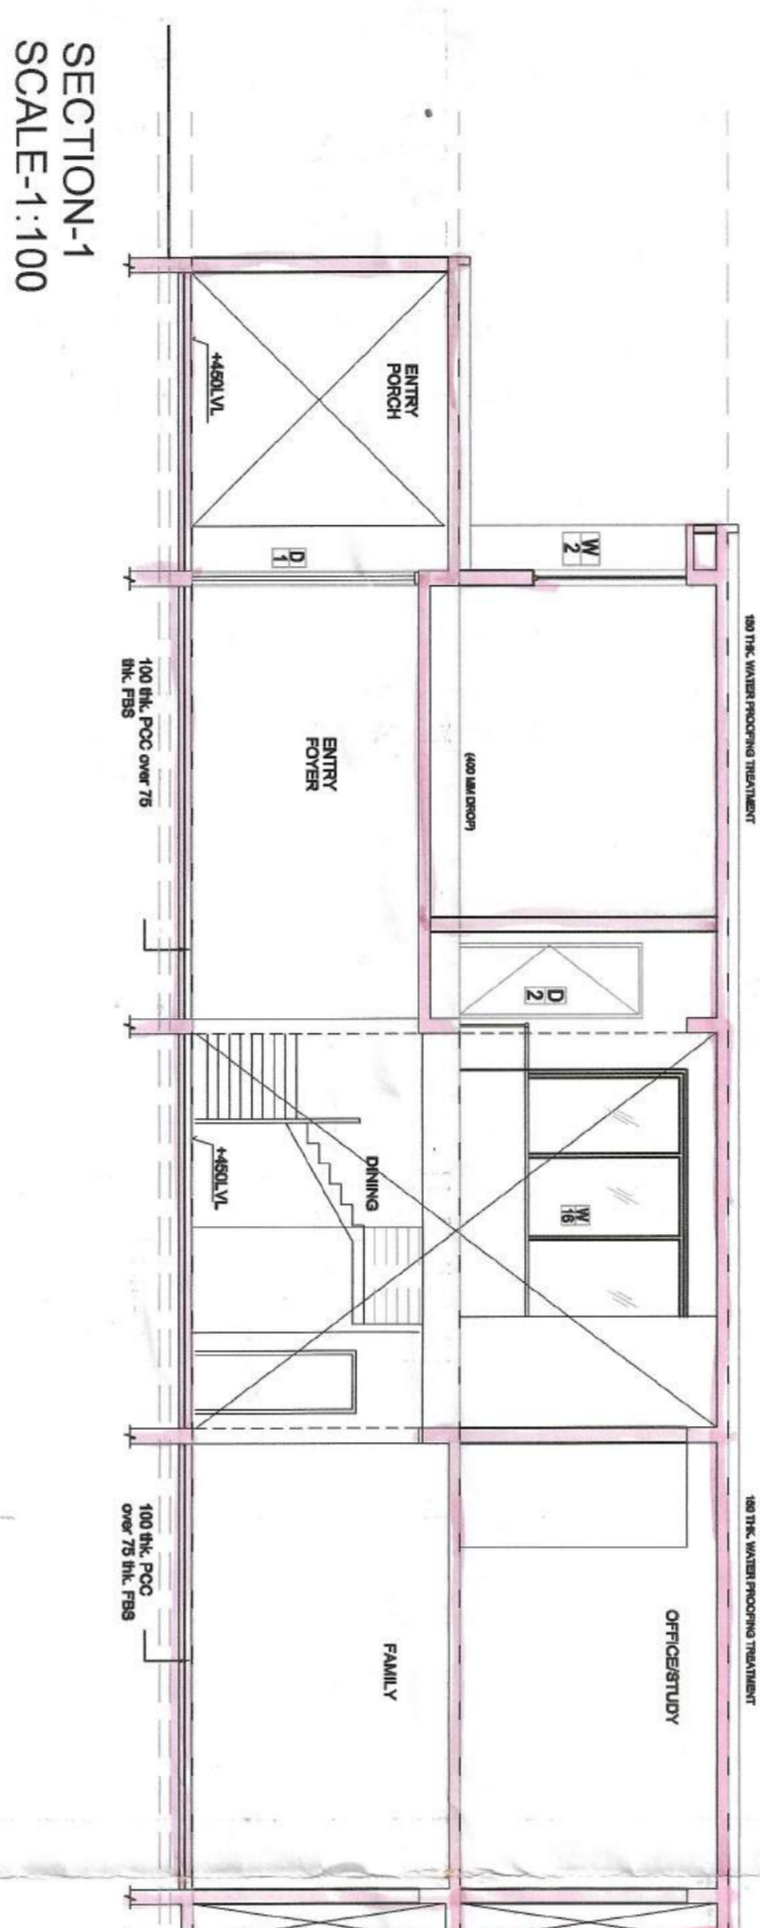 SECTION-1
SCALE-1:100
150 THK. WATER PROOFING TREATMENT
150 THK. WATER PROOFING TREATMENT
W
2
(400 MM DROP)
D
2
W
16
OFFICE/STUDY
ENTRY
PORCH
+450LVL
D
1
ENTRY
FOYER
DINING
+450LVL
FAMILY
100 thk. PCC over 75
thk. FBS
100 thk. PCC
over 75 thk. FBS